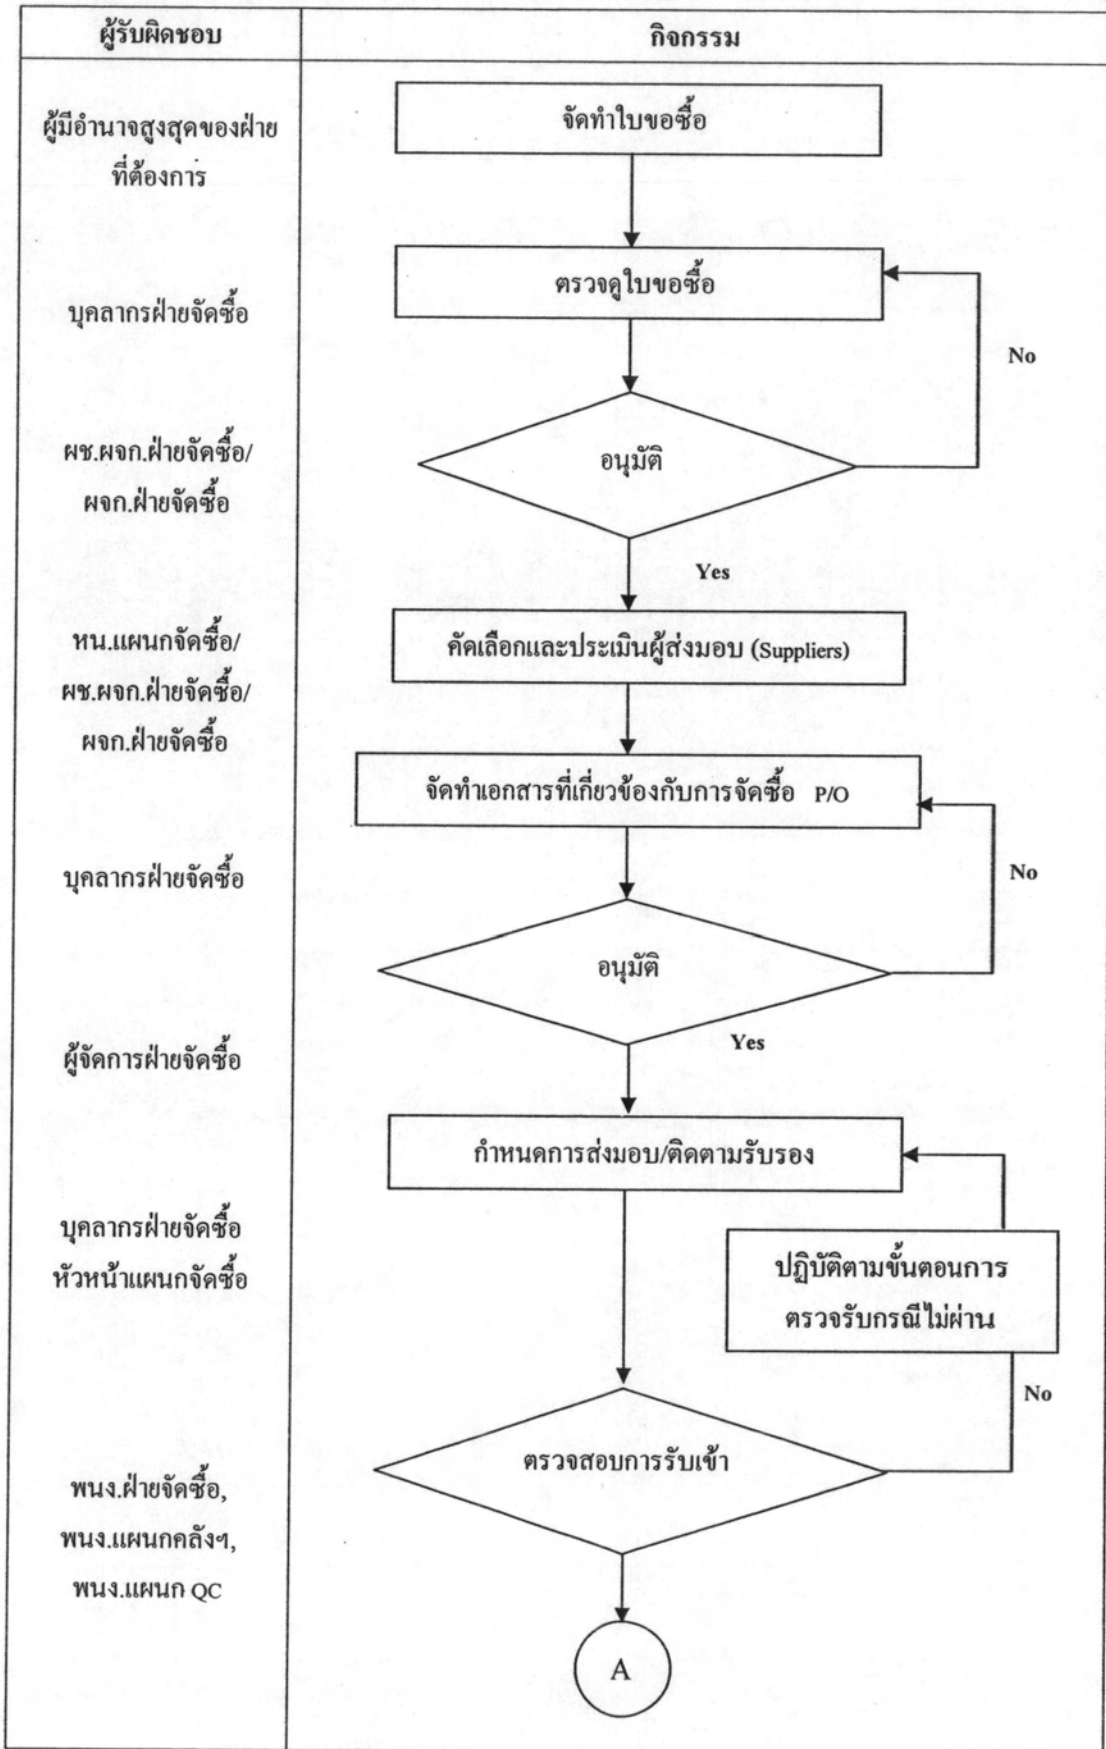 ผู้รับผิดชอบ
กิจกรรม
ผู้มีอำนาจสูงสุดของฝ่าย
ที่ต้องการ
จัดทำใบขอซื้อ
บุคลากรฝ่ายจัดซื้อ
ตรวจดูใบขอซื้อ
No
ผช.ผจก.ฝ่ายจัดซื้อ/
ผจก.ฝ่ายจัดซื้อ
อนุมัติ
Yes
หน.แผนกจัดซื้อ/
ผช.ผจก.ฝ่ายจัดซื้อ/
ผจก.ฝ่ายจัดซื้อ
คัดเลือกและประเมินผู้ส่งมอบ (Suppliers)
จัดทำเอกสารที่เกี่ยวข้องกับการจัดซื้อ P/O
บุคลากรฝ่ายจัดซื้อ
No
อนุมัติ
Yes
ผู้จัดการฝ่ายจัดซื้อ
กำหนดการส่งมอบ/ติดตามรับรอง
บุคลากรฝ่ายจัดซื้อ
หัวหน้าแผนกจัดซื้อ
ปฏิบัติตามขั้นตอนการ
ตรวจรับกรณีไม่ผ่าน
No
ตรวจสอบการรับเข้า
พนง.ฝ่ายจัดซื้อ,
พนง.แผนกคลังฯ,
พนง.แผนก QC
A